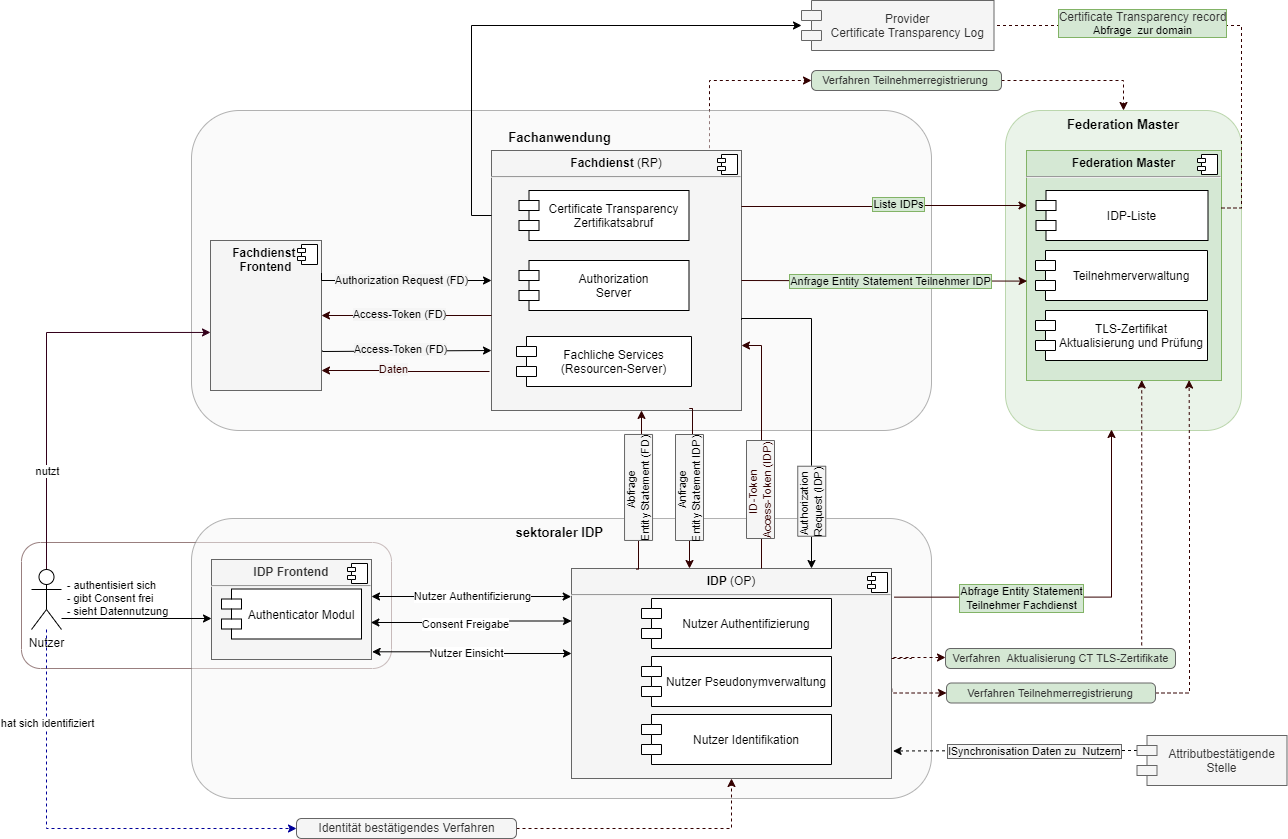 Provider
Certificate Transparency Log
Certificate Transparency record
Abfrage zur domain
Verfahren Teilnehmerregistrierung
Fachanwendung
Fachdienst (RP)
Certificate Transparency
Zertifikatsabruf
Authorization
Server
Fachliche Services
(Resourcen-Server)
Federation Master
Federation Master
IDP-Liste
Teilnehmerverwaltung
TLS-Zertifikat
Aktualisierung und Prüfung
Liste IDPs
Anfrage Entity Statement Teilnehmer IDP
Fachdienst
Frontend
Authorization Request (FD)
Access-Token (FD)
Access-Token (FD)
Daten
nutzt
Abfrage
Entity Statement (FD)
Anfrage
Entity Statement IDP)
ID-Token
Access-Token (IDP)
Authorization
Request (IDP)
sektoraler IDP
IDP Frontend
Authenticator Modul
- authentisiert sich
- gibt Consent frei
- sieht Datennutzung
Nutzer
Nutzer Authentifizierung
Consent Freigabe
Nutzer Einsicht
IDP (OP)
Nutzer Authentifizierung
Nutzer Pseudonymverwaltung
Nutzer Identifikation
Abfrage Entity Statement
Teilnehmer Fachdienst
Verfahren Aktualisierung CT TLS-Zertifikate
Verfahren Teilnehmerregistrierung
ISynchronisation Daten zu Nutzern
Attributbestätigende
Stelle
hat sich identifiziert
Identität bestätigendes Verfahren